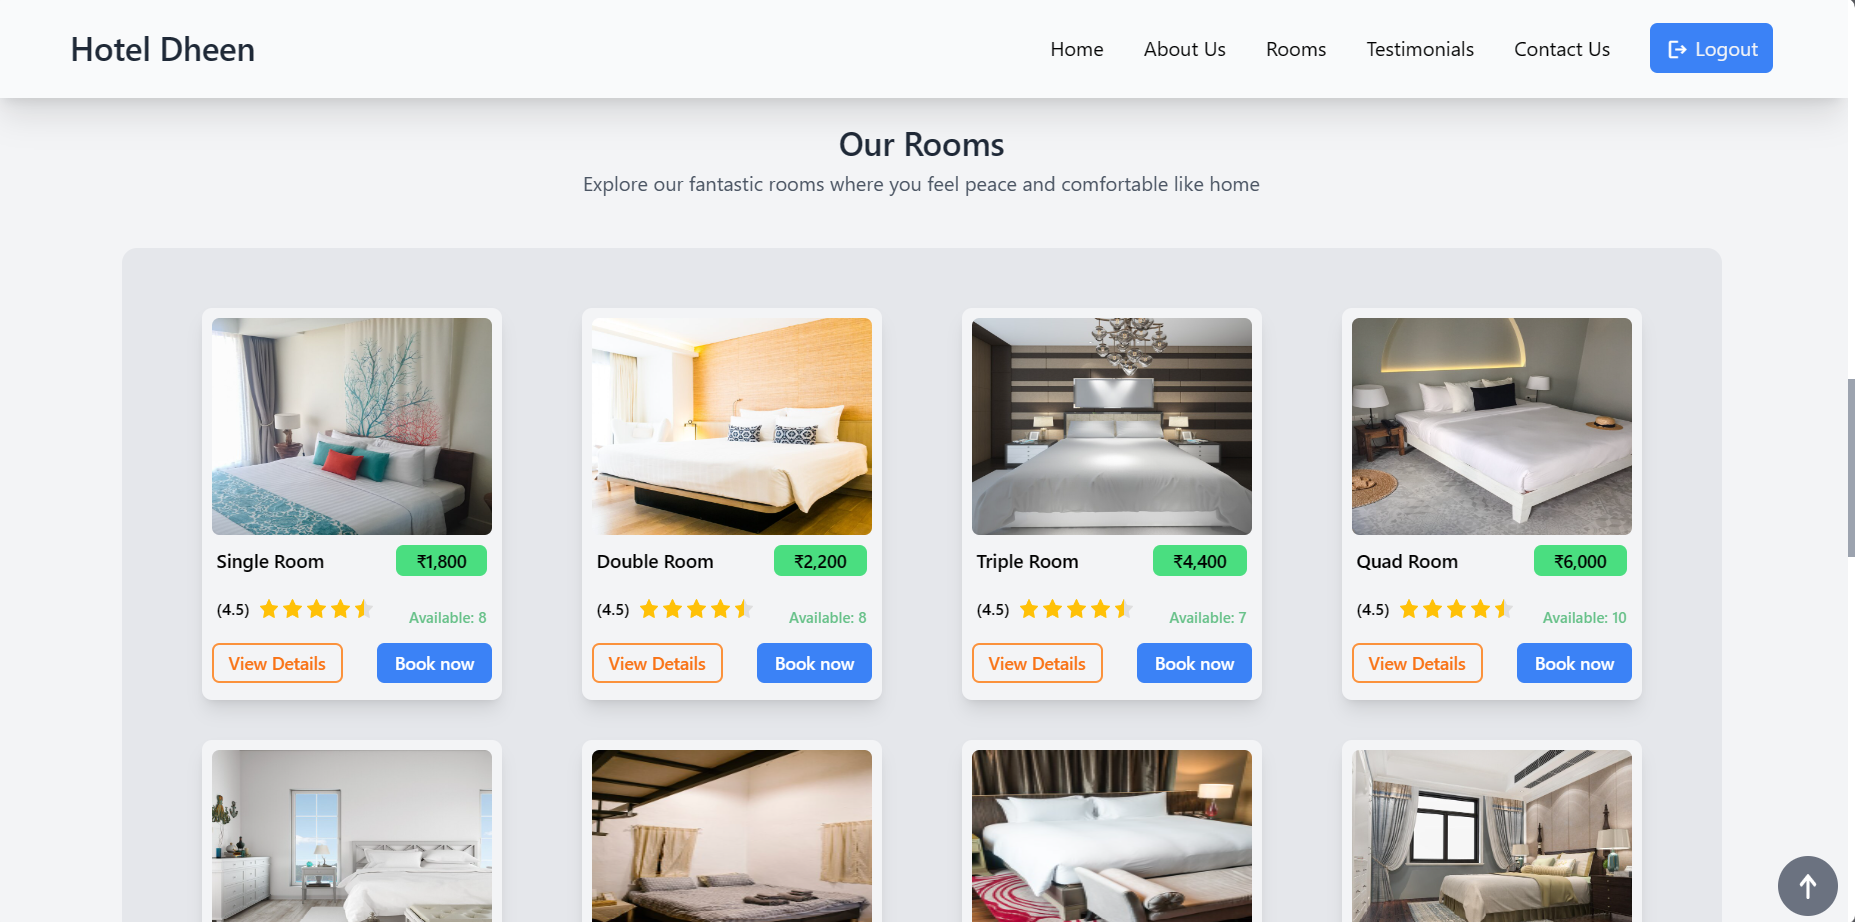 Hotel Dheen
Home About Us Rooms Testimonials Contact Us Logout
Our Rooms
Explore our fantastic rooms where you feel peace and comfortable like home
Single Room ₹1,800
(4.5) Available: 8
View Details Book now
Double Room ₹2,200
(4.5) Available: 8
View Details Book now
Triple Room ₹4,400
(4.5) Available: 7
View Details Book now
Quad Room ₹6,000
(4.5) Available: 10
View Details Book now